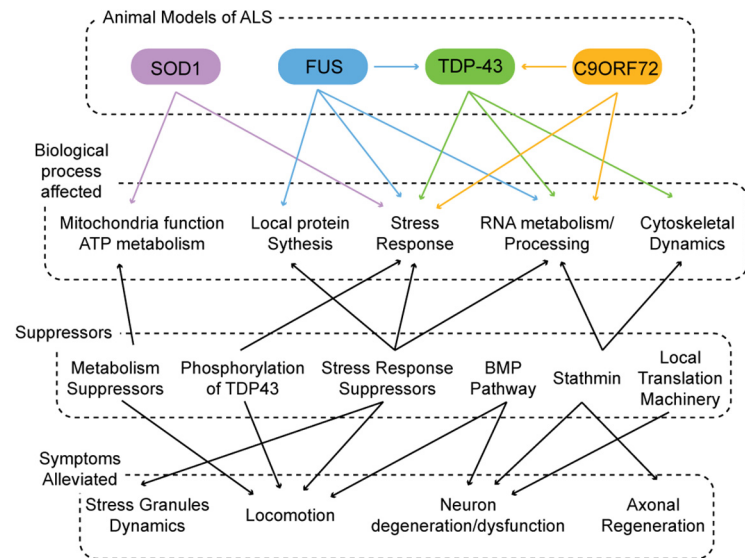 Animal Models of ALS
SOD1
FUS
TDP-43
C9ORF72
Biological
process
affected
Mitochondria function
ATP metabolism
Local protein
Sythesis
Stress
Response
RNA metabolism/
Processing
Cytoskeletal
Dynamics
Suppressors
Metabolism
Suppressors
Phosphorylation
of TDP43
Stress Response
Suppressors
BMP
Pathway
Stathmin
Local
Translation
Machinery
Symptoms
Alleviated
Stress Granules
Dynamics
Locomotion
Neuron
degeneration/dysfunction
Axonal
Regeneration